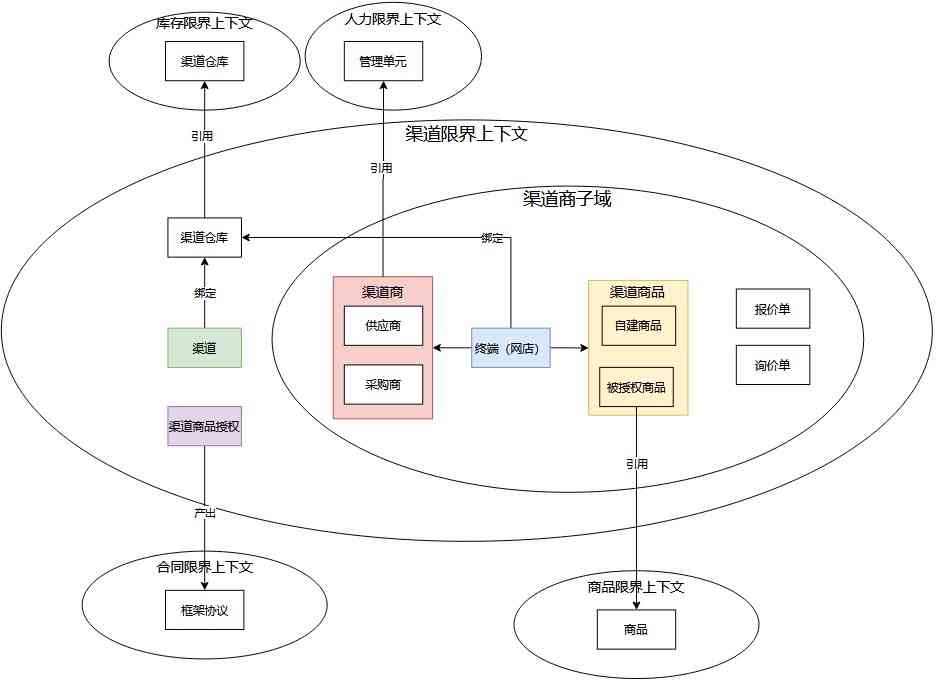 库存限界上下文
渠道仓库
人力限界上下文
管理单元
引用
引用
渠道限界上下文
渠道商子域
渠道仓库
绑定
绑定
渠道
渠道商品授权
渠道商
供应商
采购商
终端（网店）
渠道商品
自建商品
被授权商品
报价单
询价单
引用
产出
合同限界上下文
框架协议
商品限界上下文
商品